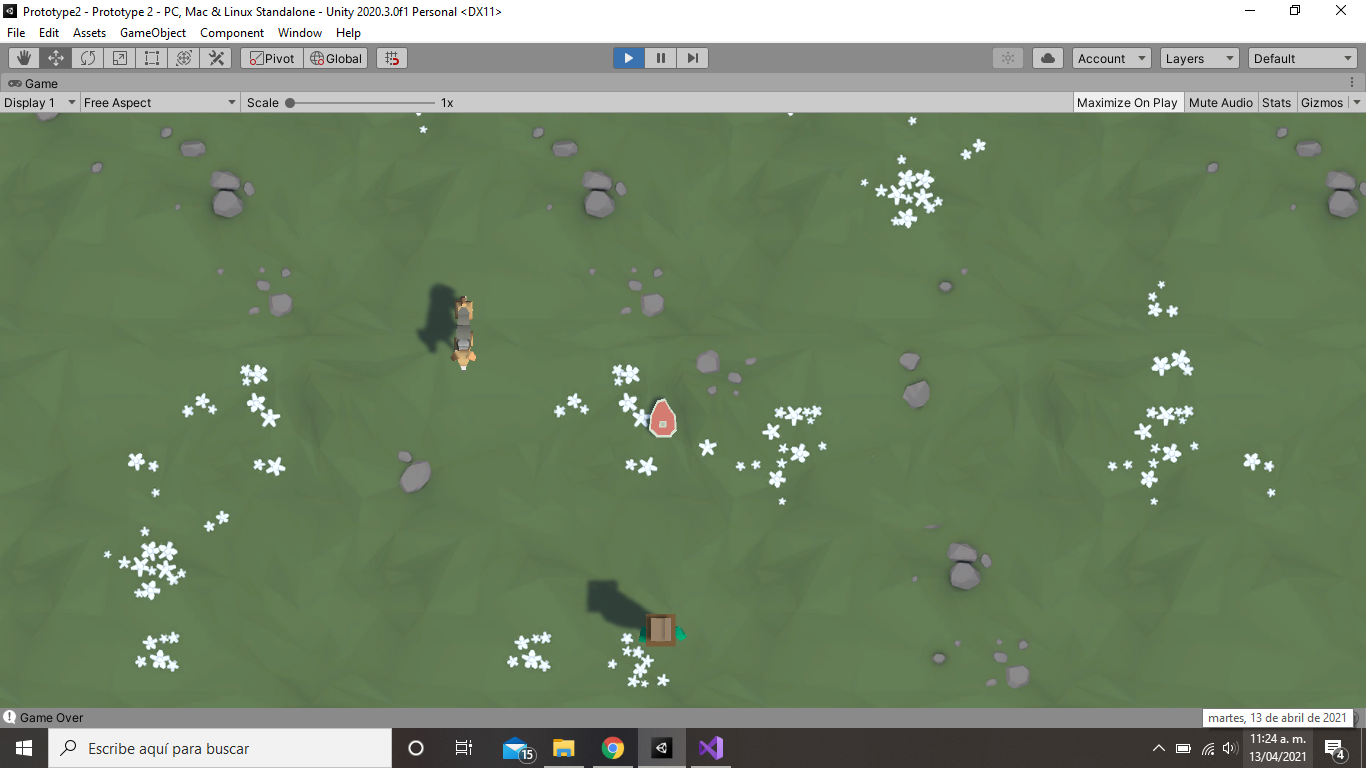 Prototype2 - Prototype 2 - PC, Mac & Linux Standalone - Unity 2020.3.0f1 Personal <DX11>
File Edit Assets GameObject Component Window Help
Pivot Global Account Layers Default
Game
Display 1 Free Aspect Scale 1x Maximize On Play Mute Audio Stats Gizmos
Game Over
martes, 13 de abril de 2021
Escribe aquí para buscar
15
11:24 a. m.
13/04/2021
4